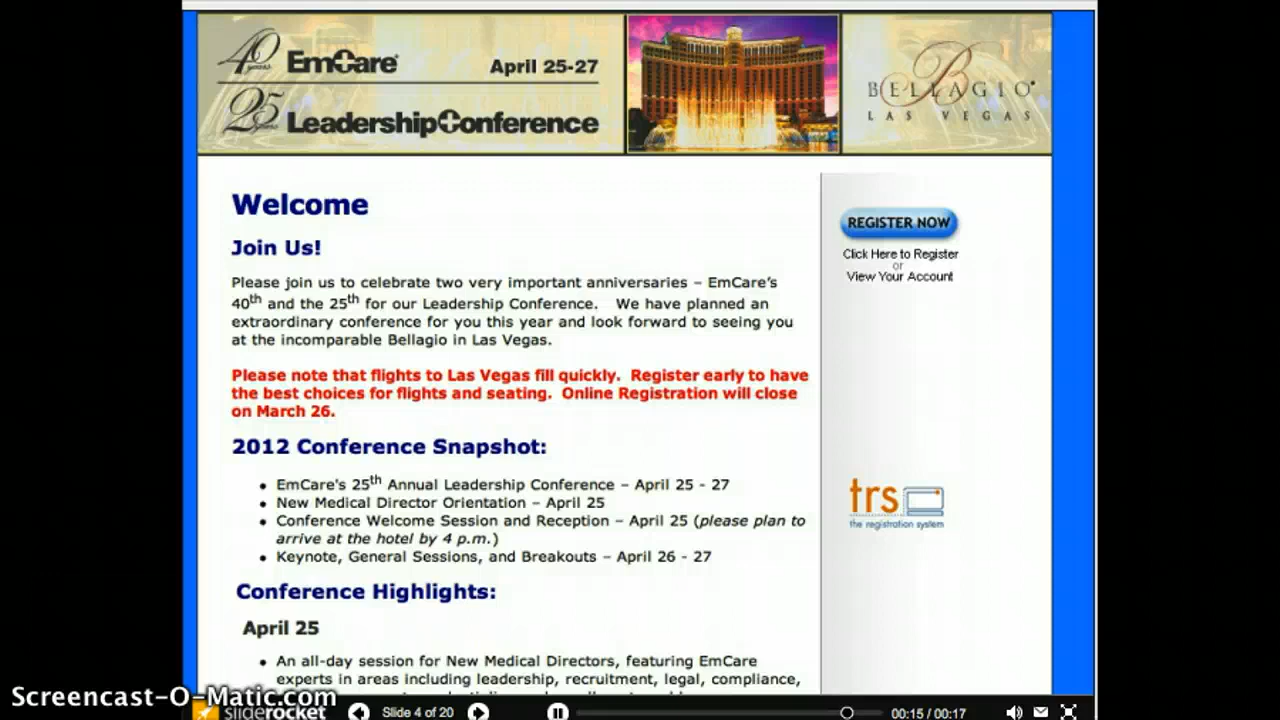 40 years EmCare® April 25-27
25 years Leadership Conference
BELLAGIO
LAS VEGAS
Welcome
Join Us!
Please join us to celebrate two very important anniversaries – EmCare's
40th and the 25th for our Leadership Conference. We have planned an
extraordinary conference for you this year and look forward to seeing you
at the incomparable Bellagio in Las Vegas.
Please note that flights to Las Vegas fill quickly. Register early to have
the best choices for flights and seating. Online Registration will close
on March 26.
2012 Conference Snapshot:
• EmCare's 25th Annual Leadership Conference – April 25 - 27
• New Medical Director Orientation – April 25
• Conference Welcome Session and Reception – April 25 (please plan to
arrive at the hotel by 4 p.m.)
• Keynote, General Sessions, and Breakouts – April 26 - 27
Conference Highlights:
April 25
• An all-day session for New Medical Directors, featuring EmCare
experts in areas including leadership, recruitment, legal, compliance,
REGISTER NOW
Click Here to Register
or
View Your Account
trs
the registration system
Screencast-O-Matic.com
sliderocket Slide 4 of 20 00:15 / 00:17